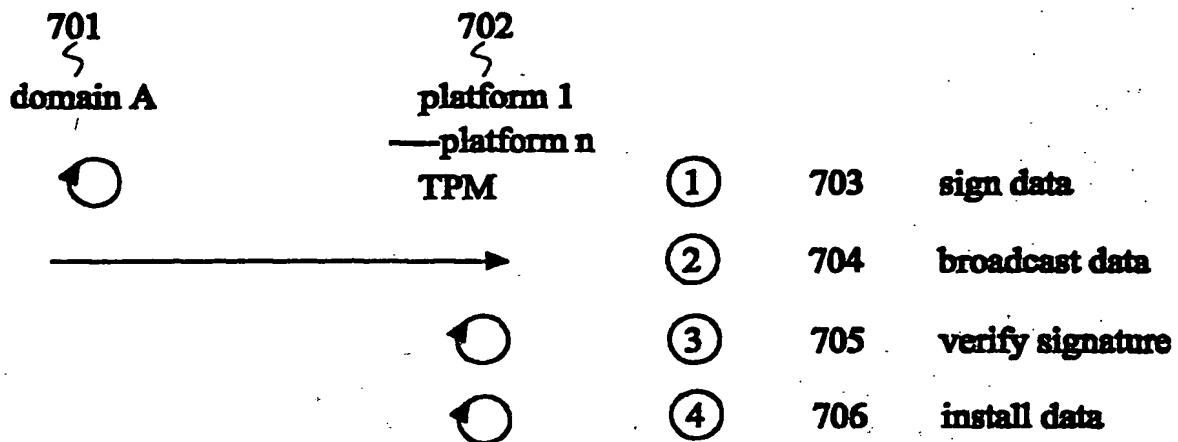 701 702
domain A platform 1
—platform n
TPM 1 703 sign data
2 704 broadcast data
3 705 verify signature
4 706 install data